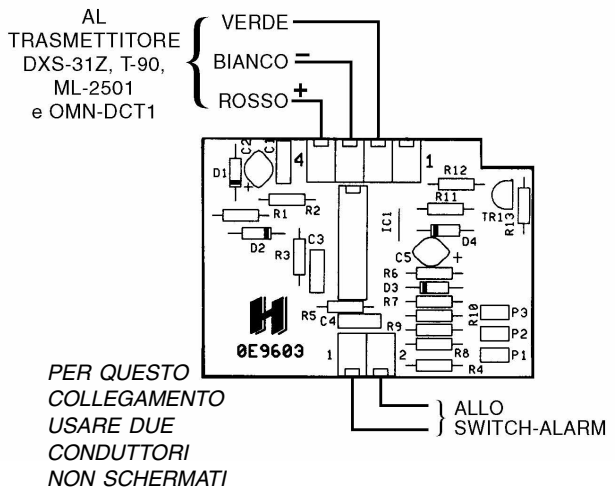 AL
TRASMETTITORE
DXS-31Z, T-90,
ML-2501
e OMN-DCT1
VERDE
BIANCO −
ROSSO +
C2
C1
4
1
R12
D1
+
R11
TR1
R13
R1
R2
IC1
D4
D2
R3
C3
C5
+
R6
D3
R7
R5
C4
R10
P3
R9
P2
0E9603
1
2
R8
P1
R4
PER QUESTO
COLLEGAMENTO
USARE DUE
CONDUTTORI
NON SCHERMATI
ALLO
SWITCH-ALARM